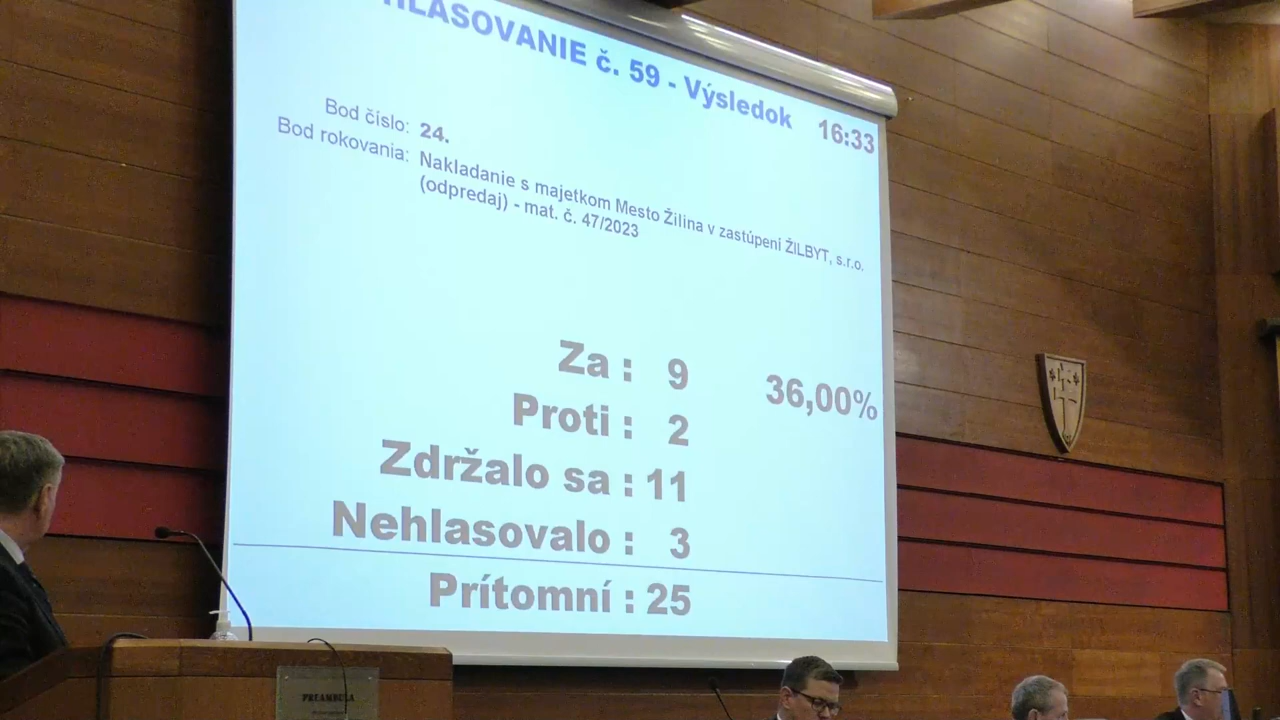 HLASOVANIE č. 59 - Výsledok 16:33
Bod číslo: 24.
Bod rokovania: Nakladanie s majetkom Mesto Žilina v zastúpení ŽILBYT, s.r.o.
(odpredaj) - mat. č. 47/2023
Za : 9 36,00%
Proti : 2
Zdržalo sa : 11
Nehlasovalo : 3
Prítomní : 25
PREAMBULA